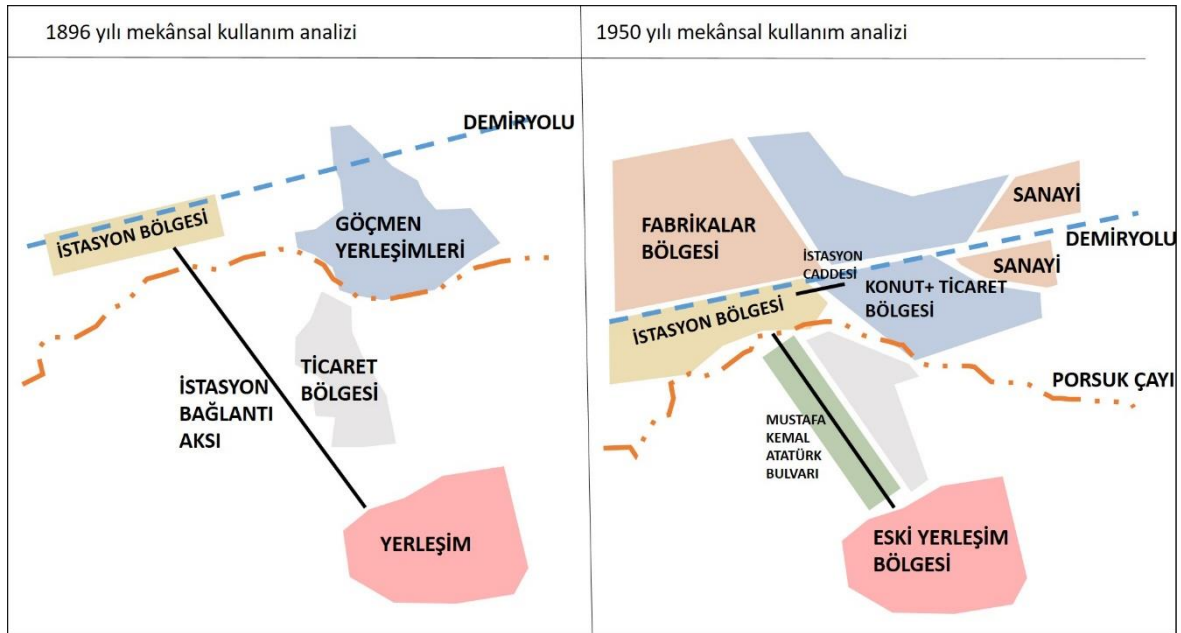 1896 yılı mekânsal kullanım analizi
DEMİRYOLU
İSTASYON BÖLGESİ
GÖÇMEN
YERLEŞİMLERİ
TİCARET
BÖLGESİ
İSTASYON
BAĞLANTI
AKSI
YERLEŞİM
1950 yılı mekânsal kullanım analizi
SANAYİ
FABRİKALAR
BÖLGESİ
DEMİRYOLU
İSTASYON
CADDESİ
SANAYİ
KONUT+ TİCARET
BÖLGESİ
İSTASYON BÖLGESİ
PORSUK ÇAYI
MUSTAFA
KEMAL
ATATÜRK
BULVARI
ESKİ YERLEŞİM
BÖLGESİ